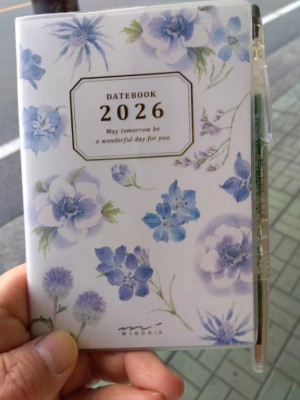 DATEBOOK
2026
May tomorrow be
a wonderful day for you.
MIDORI